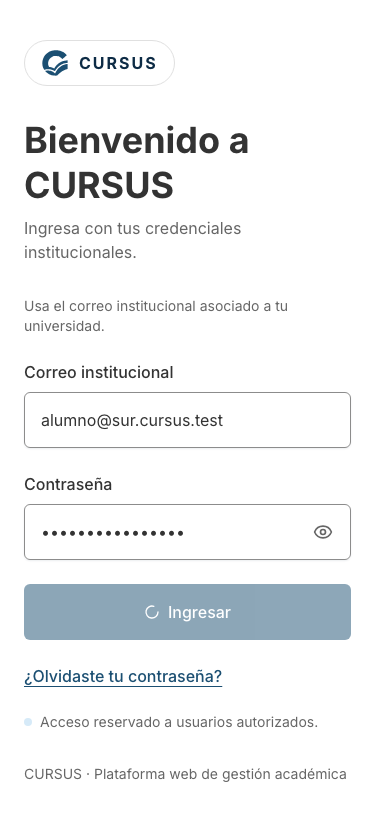 CURSUS
Bienvenido a
CURSUS
Ingresa con tus credenciales
institucionales.
Usa el correo institucional asociado a tu
universidad.
Correo institucional
alumno@sur.cursus.test
Contraseña
••••••••••••••••
Ingresar
¿Olvidaste tu contraseña?
Acceso reservado a usuarios autorizados.
CURSUS · Plataforma web de gestión académica